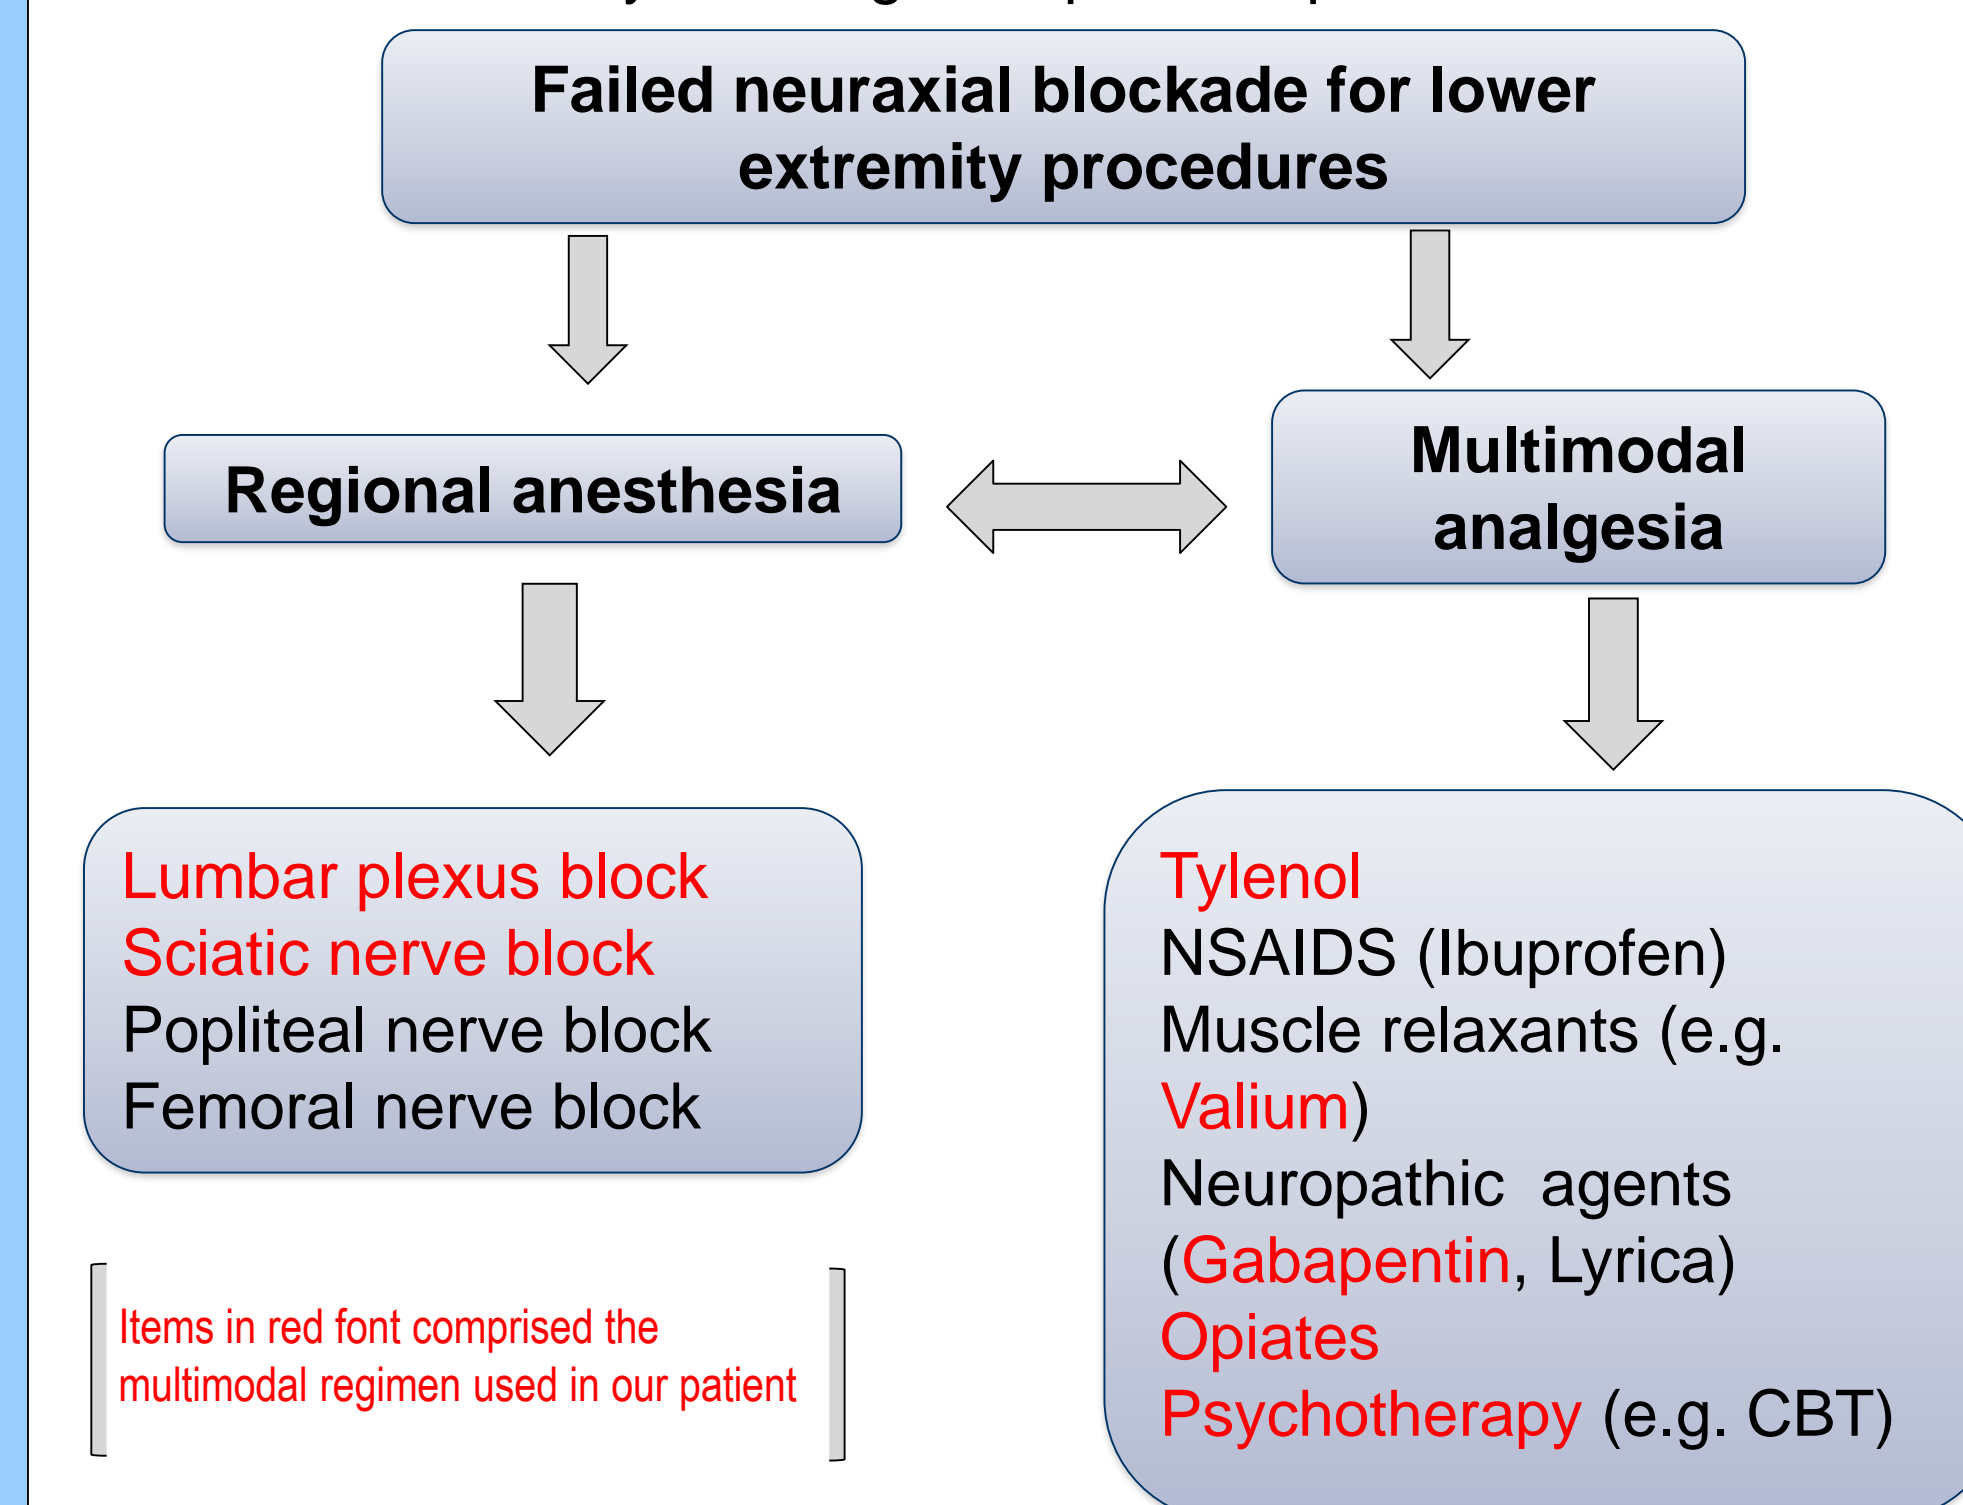 Failed neuraxial blockade for lower
extremity procedures
Regional anesthesia
Multimodal
analgesia
Lumbar plexus block
Sciatic nerve block
Popliteal nerve block
Femoral nerve block
Items in red font comprised the
multimodal regimen used in our patient
Tylenol
NSAIDS (Ibuprofen)
Muscle relaxants (e.g.
Valium)
Neuropathic  agents
(Gabapentin, Lyrica)
Opiates
Psychotherapy (e.g. CBT)